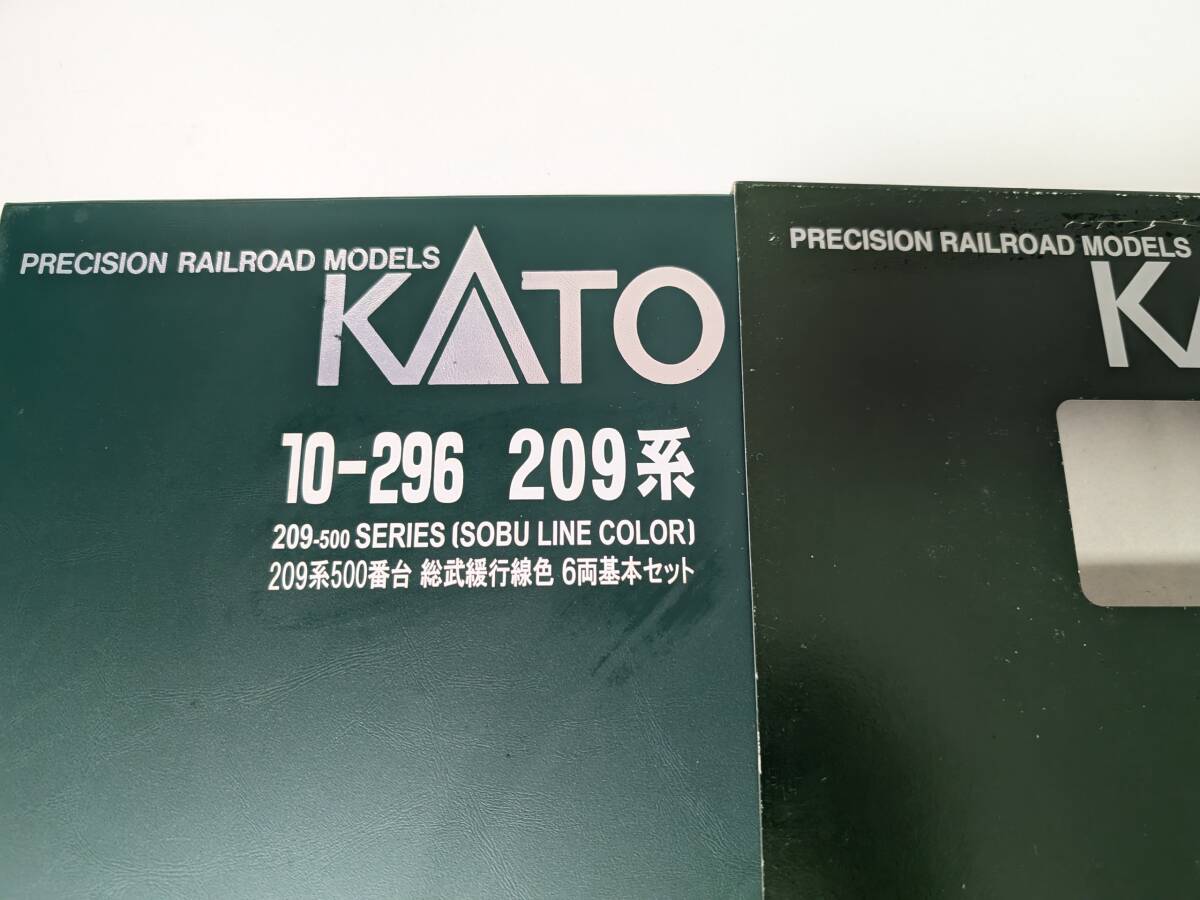 PRECISION RAILROAD MODELS
KATO
10-296 209系
209-500 SERIES (SOBU LINE COLOR)
209系500番台 総武緩行線色 6両基本セット
PRECISION RAILROAD MODELS
KA